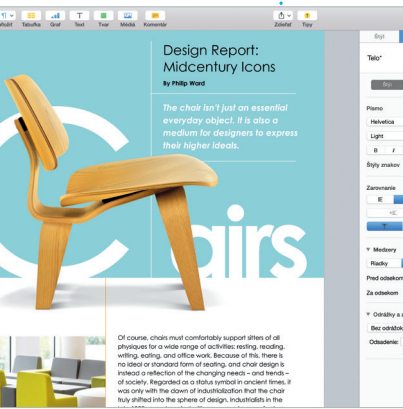 Vložiť Tabuľka Graf Text Tvar Médiá Komentár Zdieľať Tipy
Štýl
Telo*
Štýl
Design Report:
Midcentury Icons
By Philip Ward
The chair isn't just an essential
everyday object. It is also a
medium for designers to express
their higher ideals.
C airs
Písmo
Helvetica
Light
B I
Štýly znakov
Zarovnanie
Medzery
Riadky
Pred odsekom
Za odsekom
Odrážky a z
Bez odrážok
Odsadenie:
Of course, chairs must comfortably support sitters of all
physiques for a wide range of activities: resting, reading,
writing, eating, and office work. Because of this, there is
no ideal or standard form of seating, and chair design is
instead a reflection of the changing needs – and trends –
of society. Regarded as a status symbol in ancient times, it
was only with the dawn of industrialization that the chair
truly shifted into the sphere of design. Industrialists in the